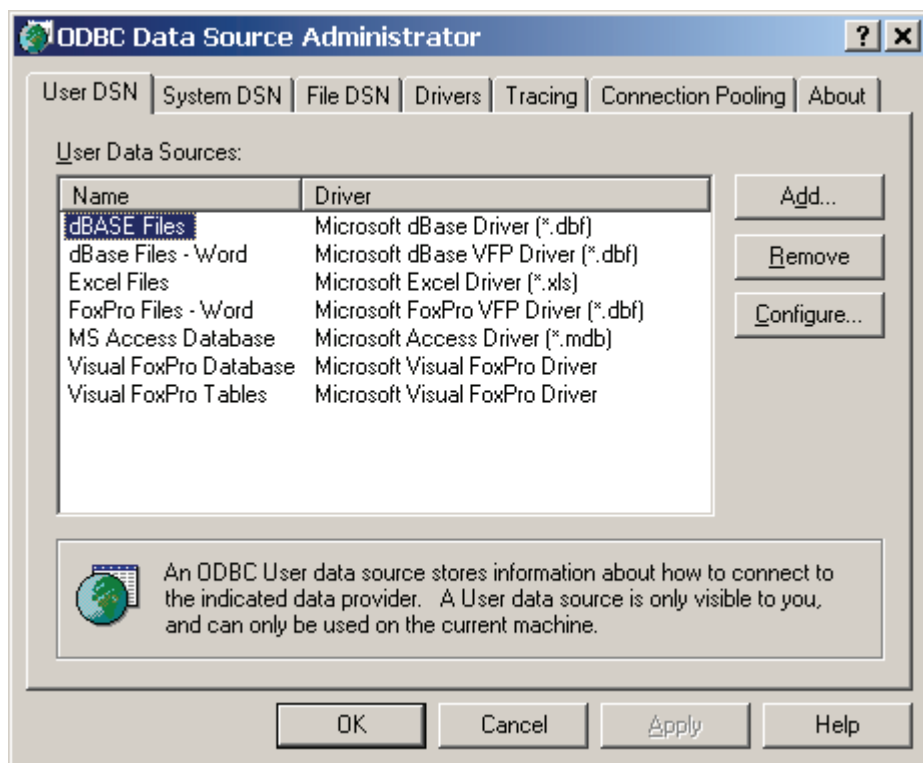 ODBC Data Source Administrator
User DSN System DSN File DSN Drivers Tracing Connection Pooling About
User Data Sources:
Name Driver
dBASE Files Microsoft dBase Driver (*.dbf)
dBase Files - Word Microsoft dBase VFP Driver (*.dbf)
Excel Files Microsoft Excel Driver (*.xls)
FoxPro Files - Word Microsoft FoxPro VFP Driver (*.dbf)
MS Access Database Microsoft Access Driver (*.mdb)
Visual FoxPro Database Microsoft Visual FoxPro Driver
Visual FoxPro Tables Microsoft Visual FoxPro Driver
Add...
Remove
Configure...
An ODBC User data source stores information about how to connect to
the indicated data provider. A User data source is only visible to you,
and can only be used on the current machine.
OK Cancel Apply Help